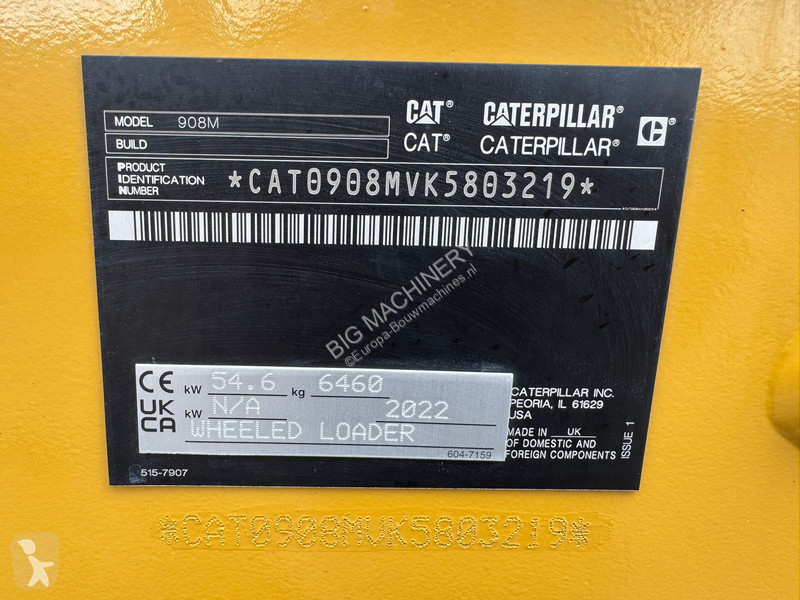 MODEL 908M
CAT® CATERPILLAR®
BUILD
CAT® CATERPILLAR®
PRODUCT
IDENTIFICATION
NUMBER
*CAT0908MVK5803219*
BIG MACHINERY
©Europa-Bouwmachines.nl
CE kW 54.6 kg 6460
UK
CA
kW N/A 2022
WHEELED LOADER
604-7159
515-7907
CATERPILLAR INC.
PEORIA, IL 61629
USA
MADE IN UK
OF DOMESTIC AND
FOREIGN COMPONENTS
ISSUE 1
*CAT0908MVK5803219*